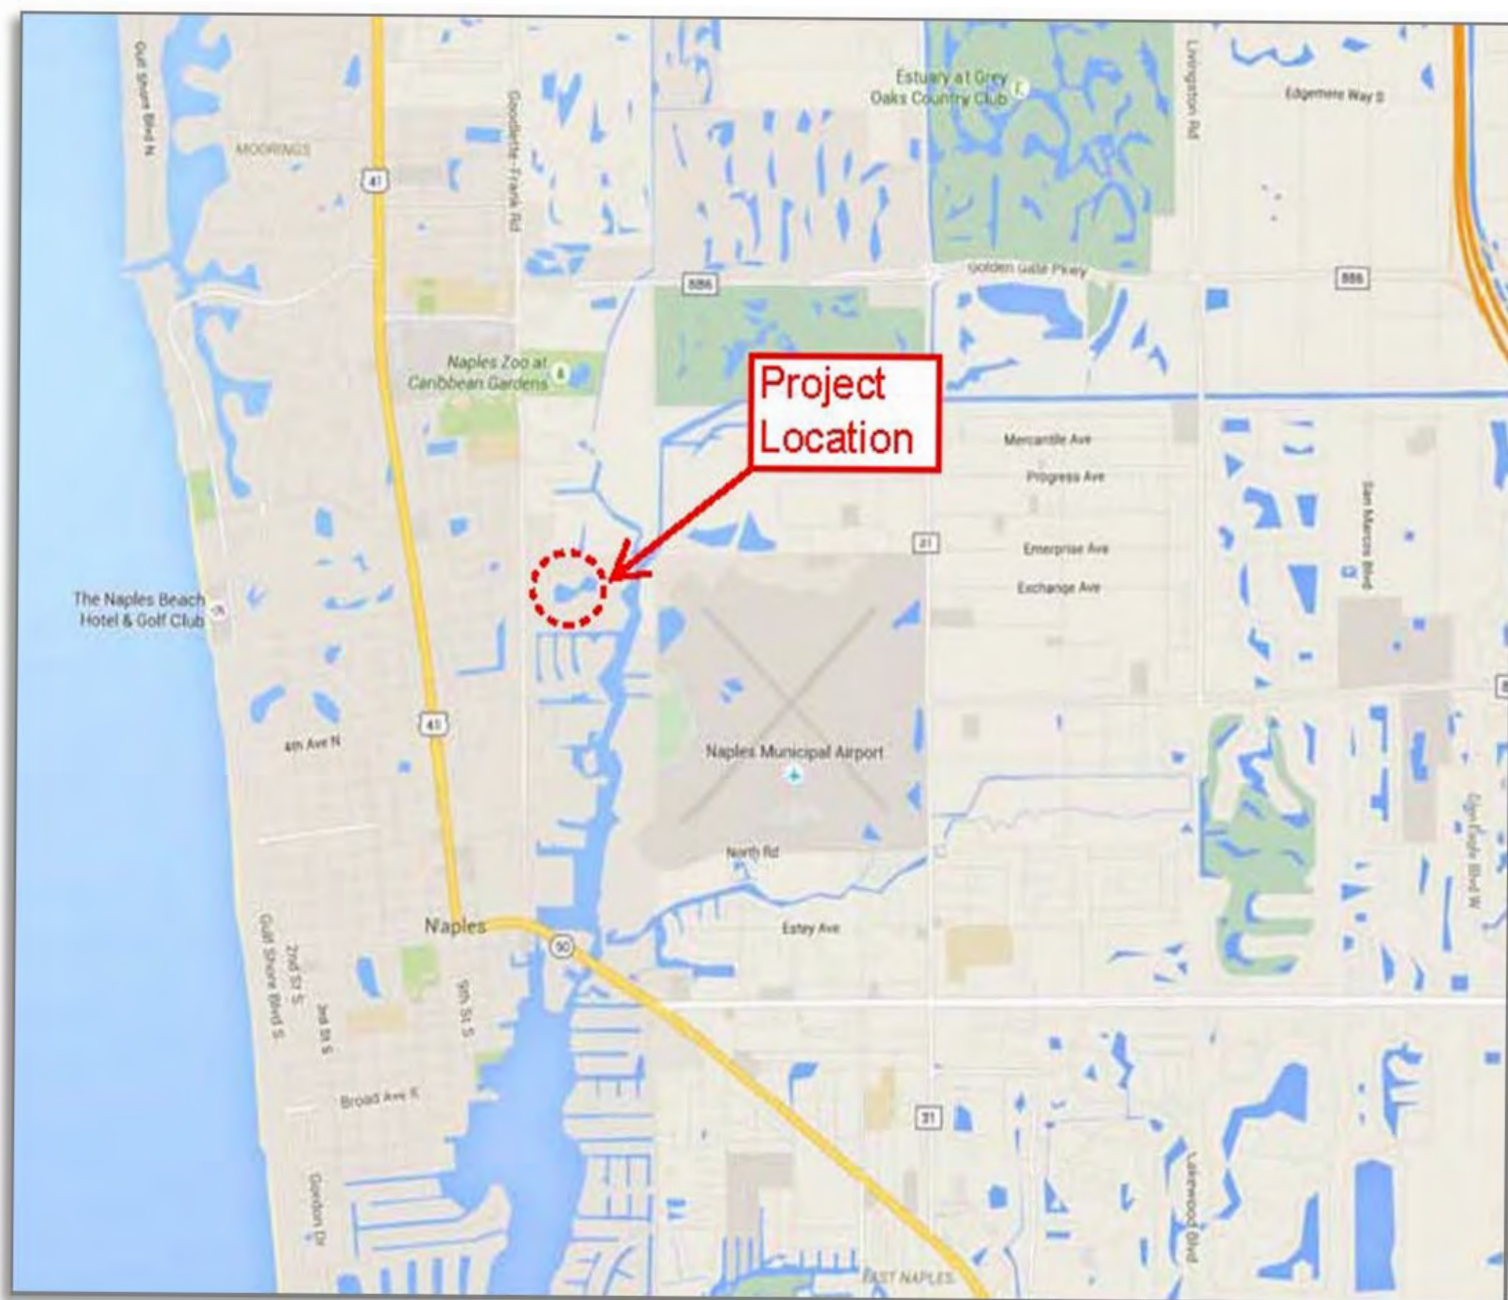 Gulf Shore Blvd N
MOORINGS
41
Goodlette-Frank Rd
Estuary at Grey
Oaks Country Club
Livingston Rd
Edgemere Way S
886
Golden Gate Pkwy
886
Naples Zoo at
Caribbean Gardens
Project
Location
Mercantile Ave
Progress Ave
31
Enterprise Ave
Exchange Ave
San Marcos Blvd
The Naples Beach
Hotel & Golf Club
4th Ave N
41
Naples Municipal Airport
North Rd
Estey Ave
Naples
90
Gulf Shore Blvd S
2nd St S
3rd St S
9th St S
Broad Ave S
Gordon Dr
31
Lakewood Blvd
EAST NAPLES